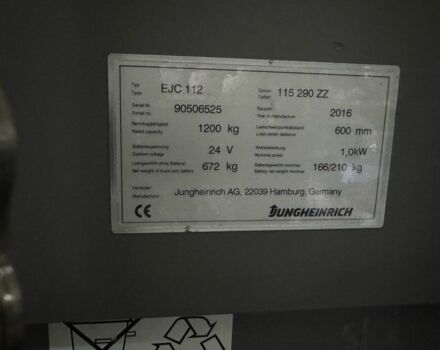 Typ
Type EJC 112 Option
Option 115 290 ZZ
Serial-Nr.
Serial-no. 90506525 Baujahr
Year of manufacture 2016
Nenntragfähigkeit
Rated capacity 1200 kg Lastschwerpunktabstand
Load center distance 600 mm
Batteriespannung
System voltage 24 V Antriebsleistung
Nominal power 1,0kW
Leergewicht ohne Batterie
Net weight of truck w/o battery 672 kg Batteriegewicht min/max
Battery net weight min/max 166/210 kg
Hersteller
Manufacturer Jungheinrich AG, 22039 Hamburg, Germany
CE JUNGHEINRICH